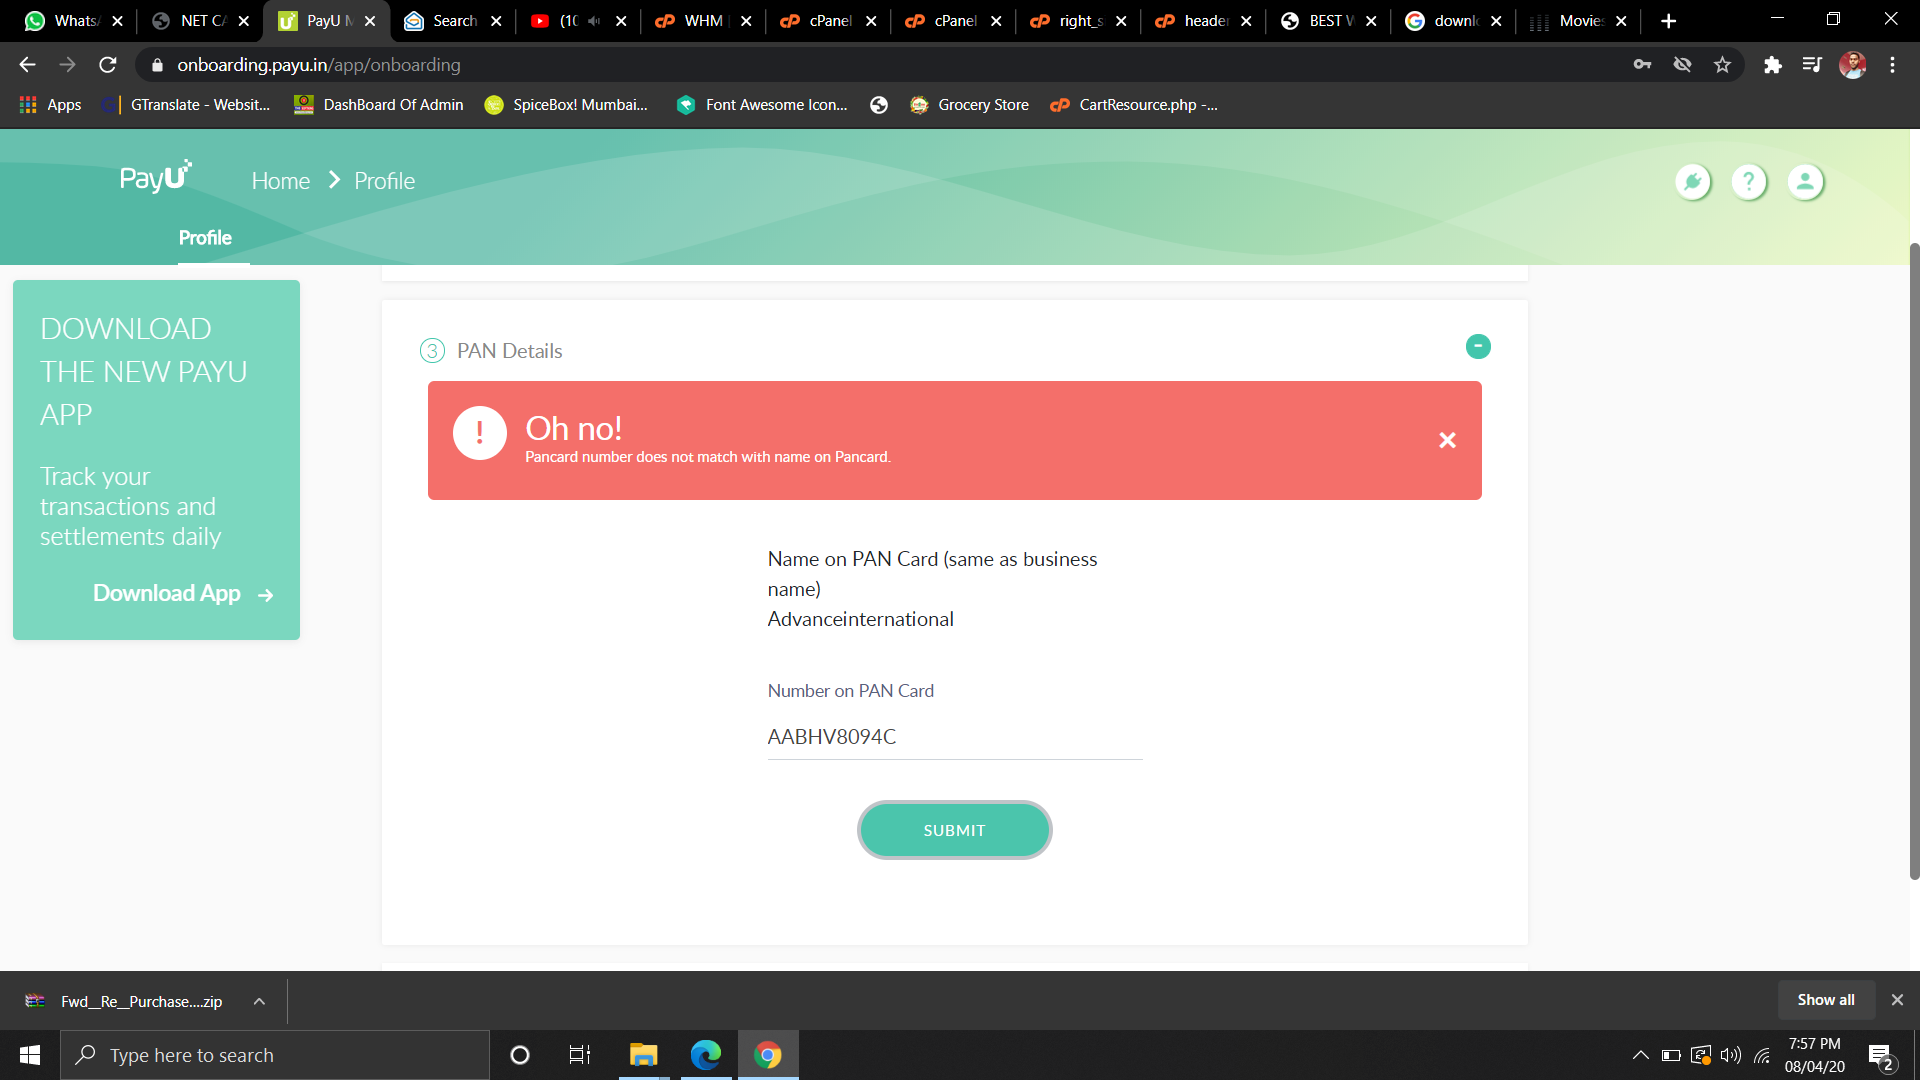 WhatsA
NET CA
PayU M
Search
(10
WHM
cPanel
cPanel
right_s
header
BEST W
downlo
Movies
onboarding.payu.in/app/onboarding
Apps
GTranslate - Websit...
DashBoard Of Admin
SpiceBox! Mumbai...
Font Awesome Icon...
Grocery Store
CartResource.php -...
PayU
Home
Profile
Profile
DOWNLOAD
THE NEW PAYU
APP
Track your
transactions and
settlements daily
Download App →
3 PAN Details
Oh no!
Pancard number does not match with name on Pancard.
Name on PAN Card (same as business
name)
Advanceinternational
Number on PAN Card
AABHV8094C
SUBMIT
Fwd__Re__Purchase....zip
Show all
Type here to search
7:57 PM
08/04/20
2